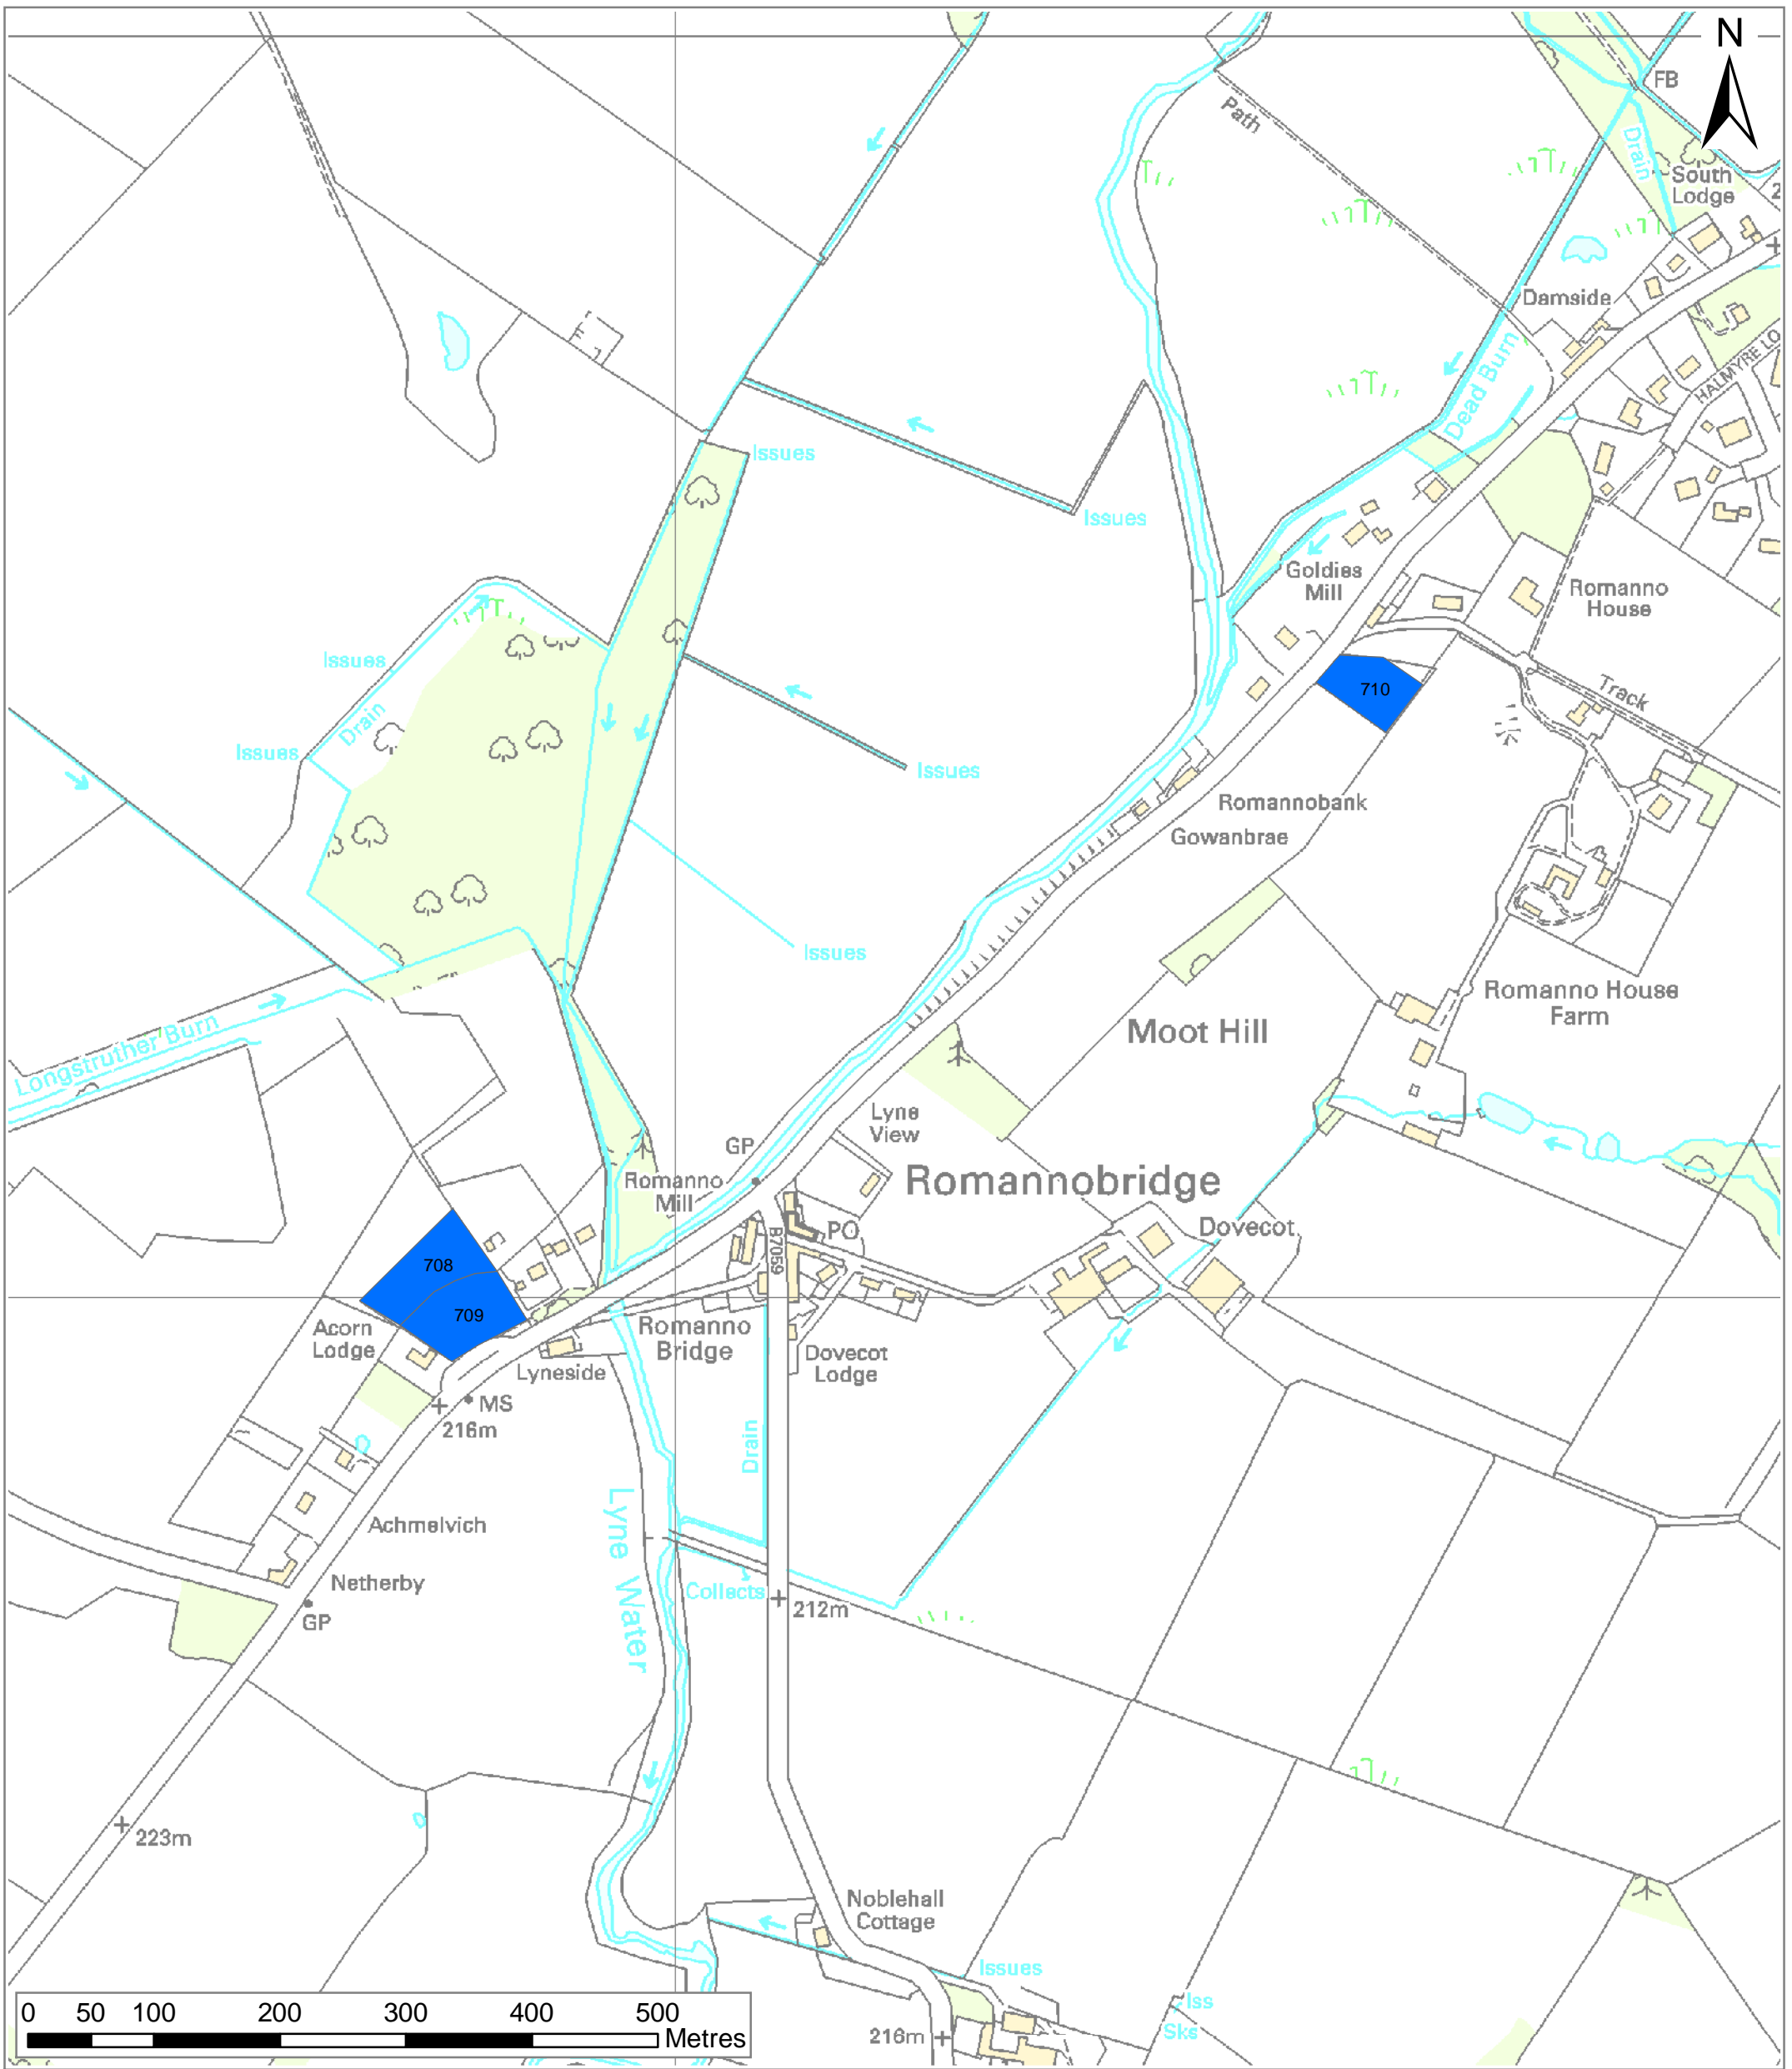 N
FB
Path
Drain
South
Lodge
2
Damside
Dead Burn
HALMYRE LO
Issues
Issues
Goldies
Mill
Romanno
House
Issues
Drain
710
Track
Issues
Issues
Romannobank
Gowanbrae
Issues
Romanno House
Farm
Longstruther Burn
Moot Hill
Lyne
View
GP
Romanno
Mill
Romannobridge
PO
Dovecot
B7059
708
709
Acorn
Lodge
Romanno
Bridge
Dovecot
Lodge
Lyneside
MS
216m
Drain
Achmelvich
Lyne Water
Netherby
GP
Collects
212m
223m
Noblehall
Cottage
Issues
Iss
Sks
216m
0 50 100 200 300 400 500
Metres